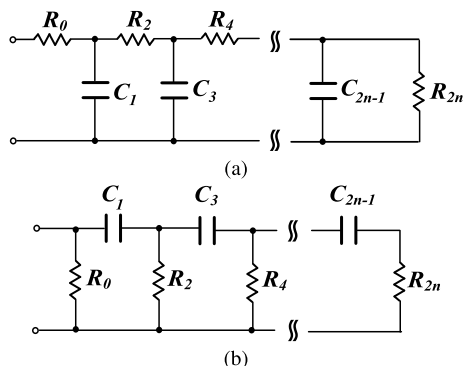 R0 R2 R4
C1 C3 C2n-1 R2n
(a)
C1 C3 C2n-1
R0 R2 R4 R2n
(b)